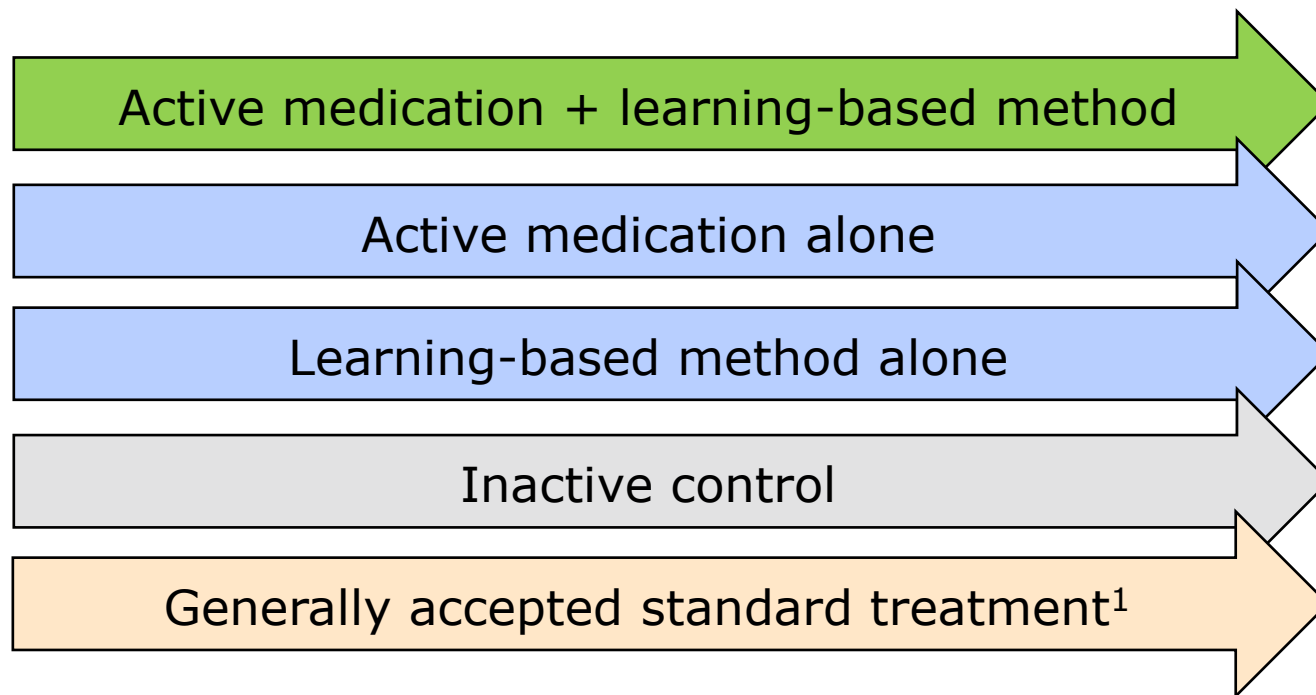 Active medication + learning-based method
Active medication alone
Learning-based method alone
Inactive control
Generally accepted standard treatment¹